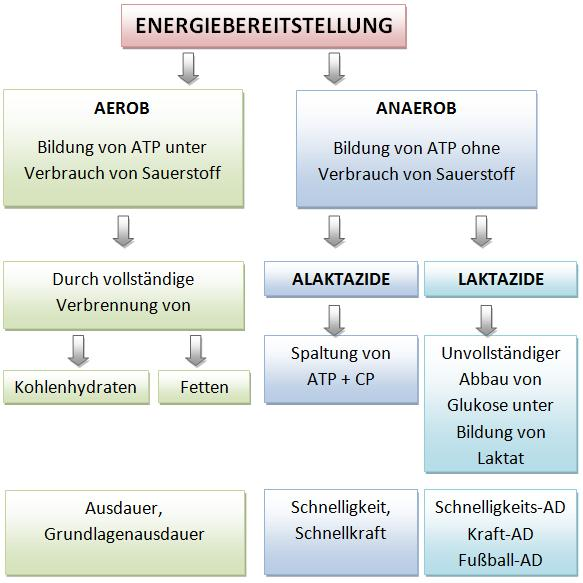 ENERGIEBEREITSTELLUNG
AEROB
Bildung von ATP unter
Verbrauch von Sauerstoff
ANAEROB
Bildung von ATP ohne
Verbrauch von Sauerstoff
Durch vollständige
Verbrennung von
ALAKTAZIDE
LAKTAZIDE
Kohlenhydraten
Fetten
Spaltung von
ATP + CP
Unvollständiger
Abbau von
Glukose unter
Bildung von
Laktat
Ausdauer,
Grundlagenausdauer
Schnelligkeit,
Schnellkraft
Schnelligkeits-AD
Kraft-AD
Fußball-AD